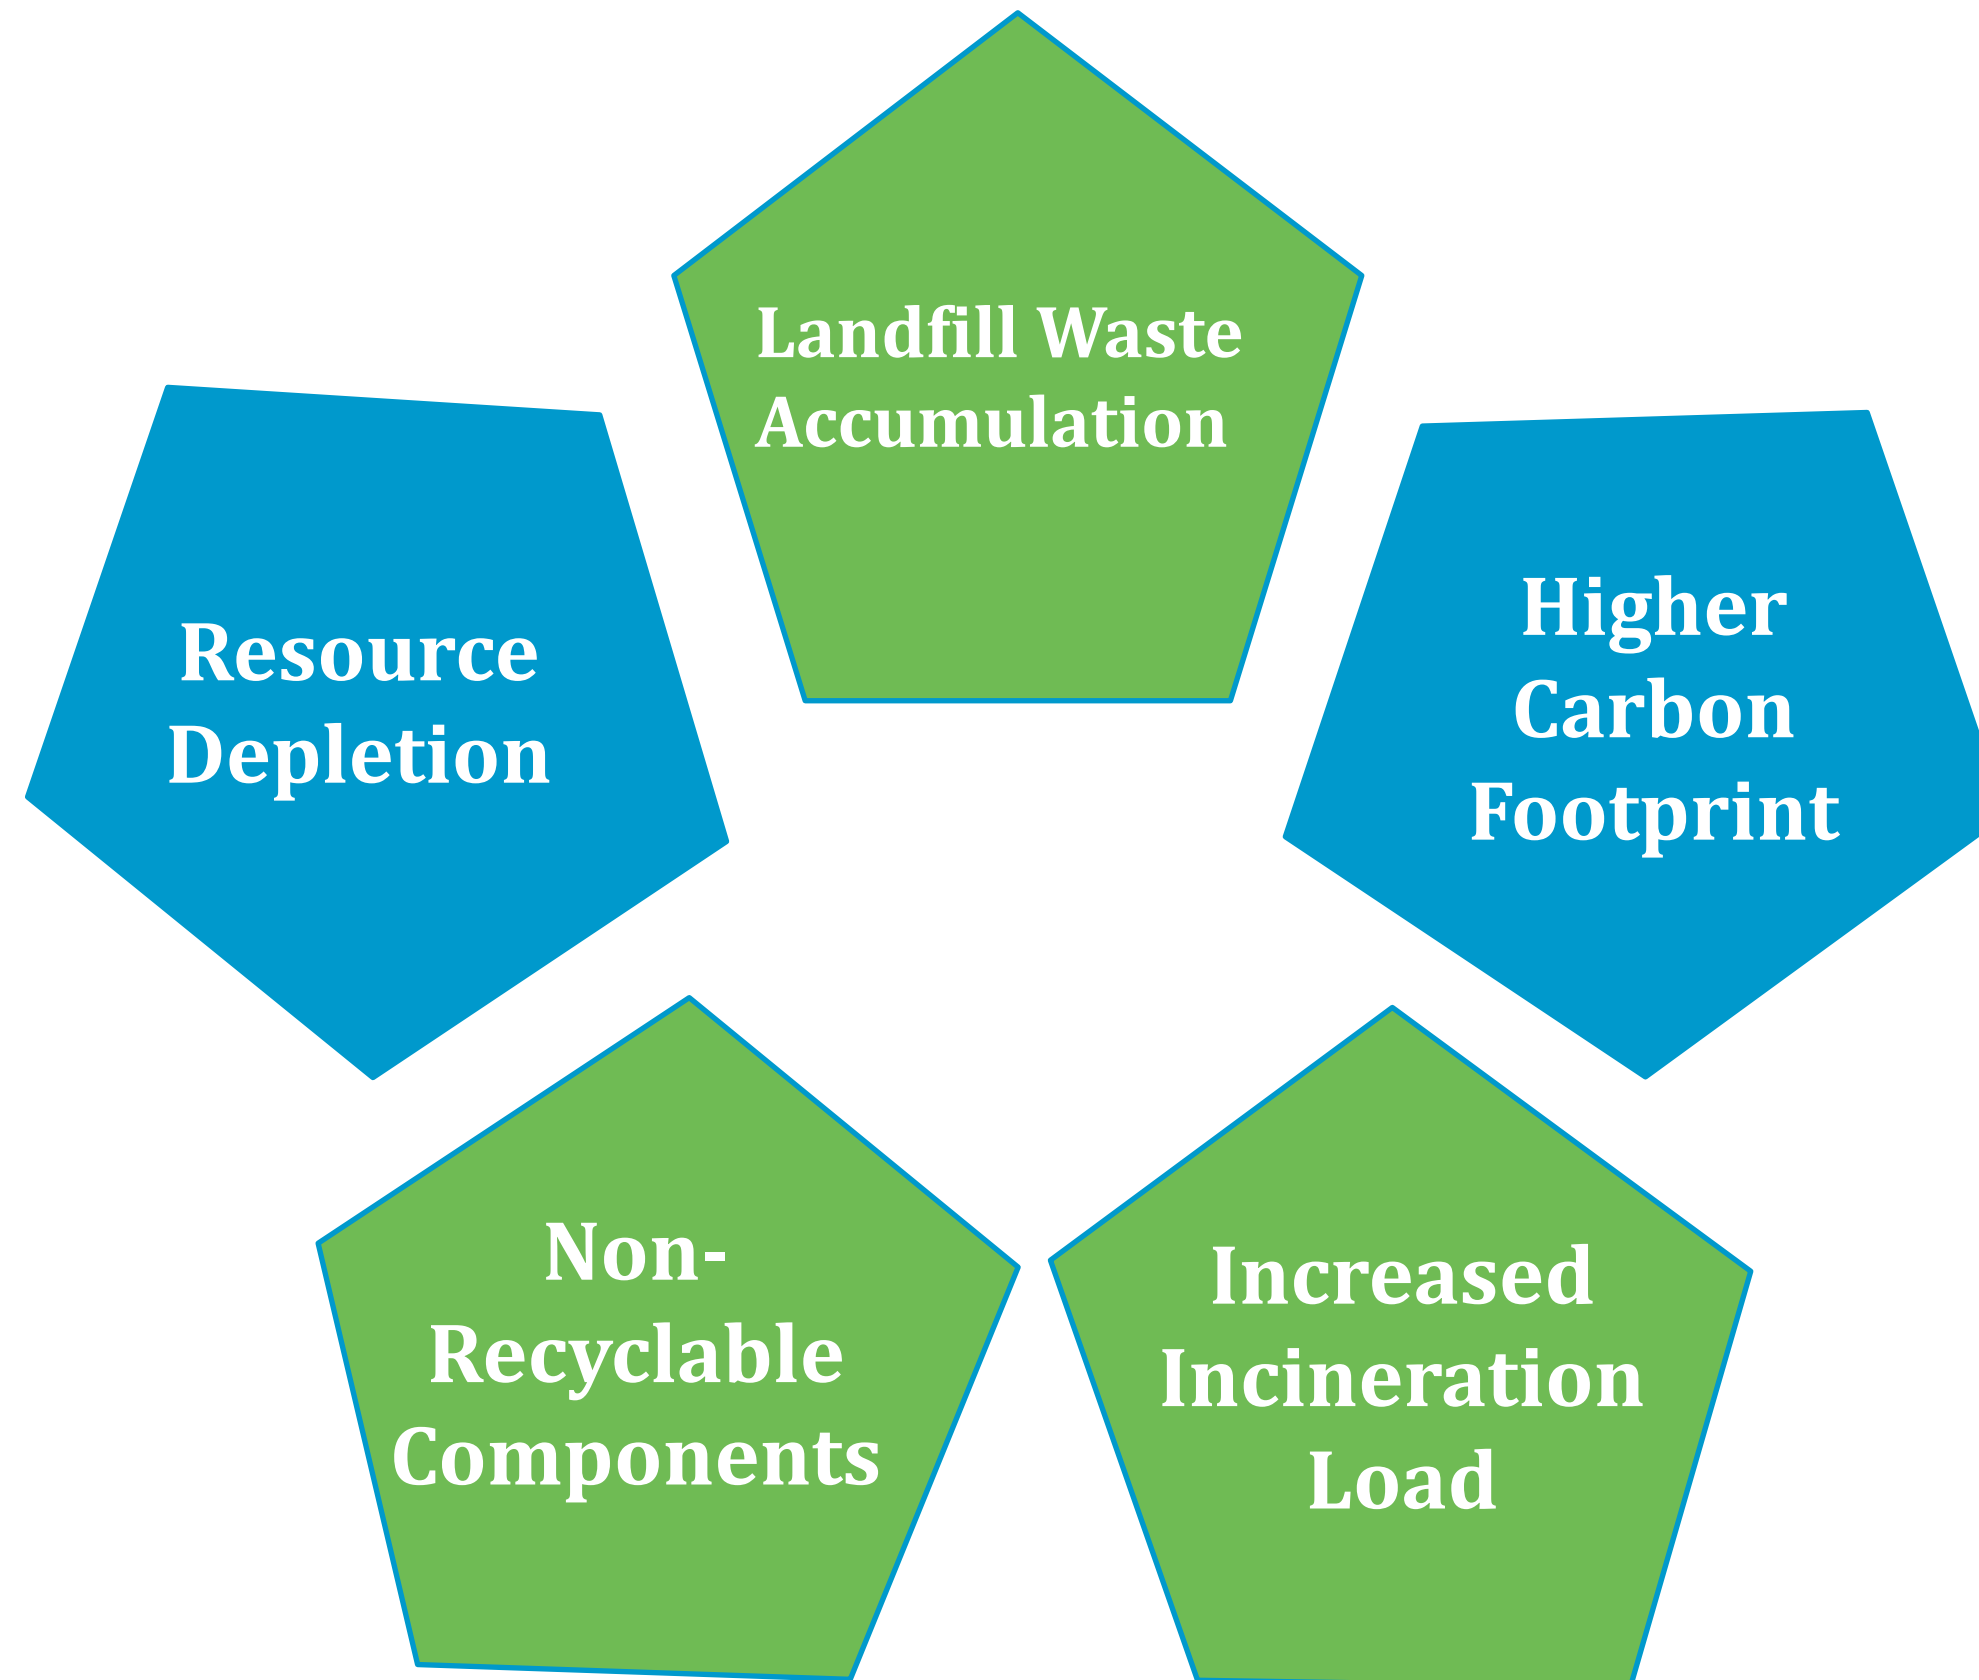 Landfill Waste
Accumulation
Resource
Depletion
Higher
Carbon
Footprint
Non-
Recyclable
Components
Increased
Incineration
Load